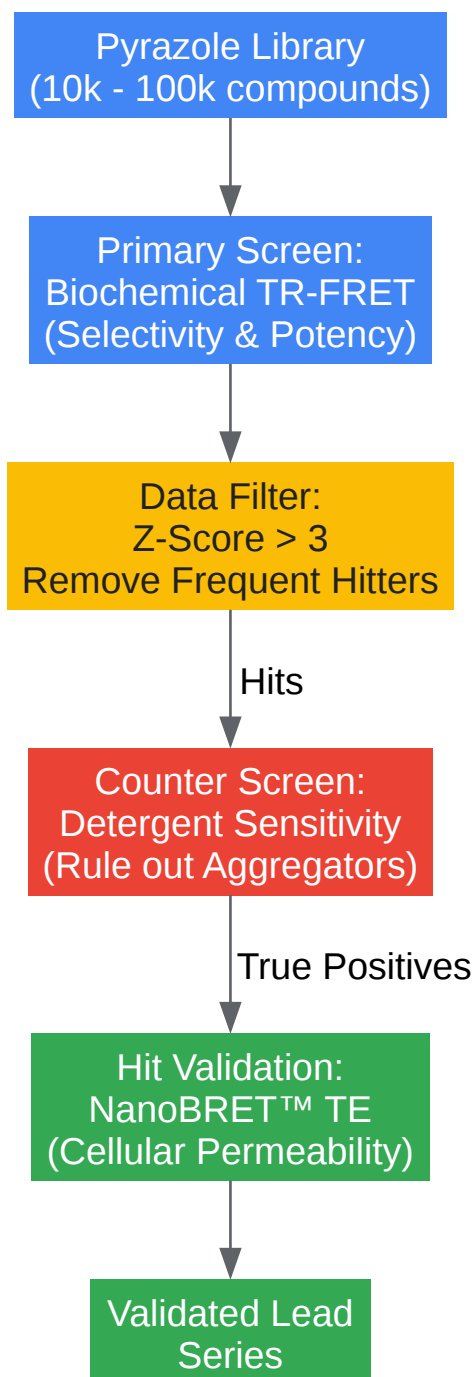 Pyrazole Library
(10k - 100k compounds)
Primary Screen:
Biochemical TR-FRET
(Selectivity & Potency)
Data Filter:
Z-Score > 3
Remove Frequent Hitters
Hits
Counter Screen:
Detergent Sensitivity
(Rule out Aggregators)
True Positives
Hit Validation:
NanoBRET™ TE
(Cellular Permeability)
Validated Lead
Series